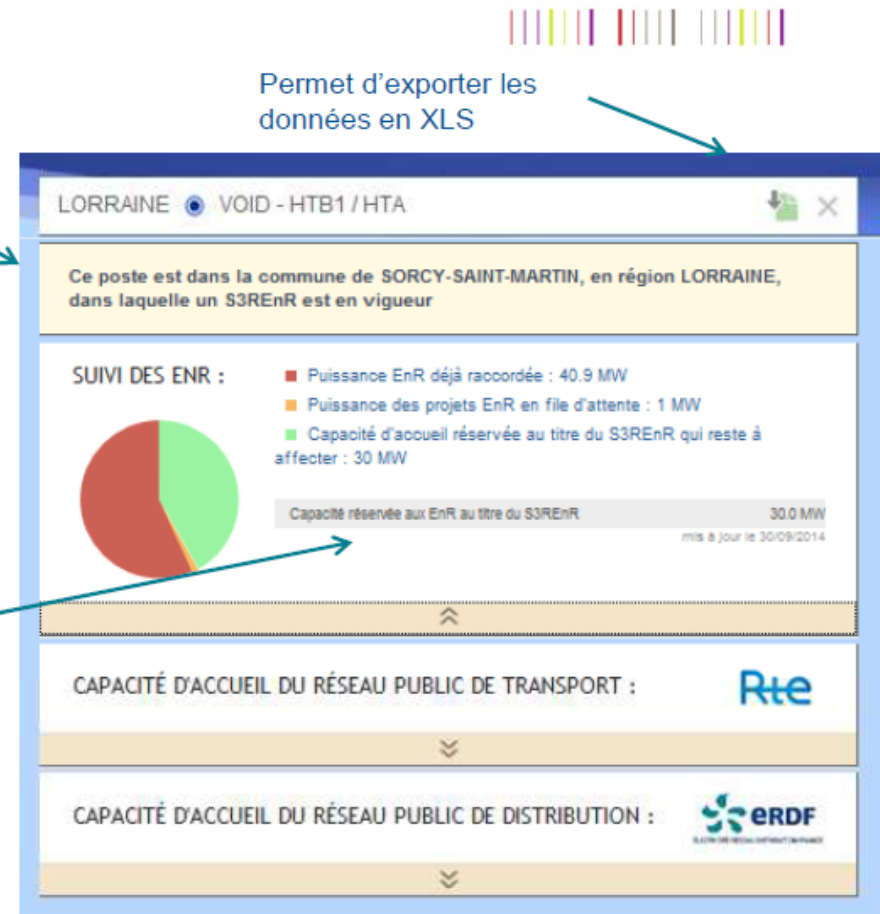 Permet d'exporter les
données en XLS
LORRAINE VOID - HTB1 / HTA
Ce poste est dans la commune de SORCY-SAINT-MARTIN, en région LORRAINE,
dans laquelle un S3REnR est en vigueur
SUIVI DES ENR :
Puissance EnR déjà raccordée : 40.9 MW
Puissance des projets EnR en file d'attente : 1 MW
Capacité d'accueil réservée au titre du S3REnR qui reste à
affecter : 30 MW
Capacité réservée aux EnR au titre du S3REnR 30.0 MW
mis à jour le 30/09/2014
CAPACITÉ D'ACCUEIL DU RÉSEAU PUBLIC DE TRANSPORT :
Rte
CAPACITÉ D'ACCUEIL DU RÉSEAU PUBLIC DE DISTRIBUTION :
eRDF